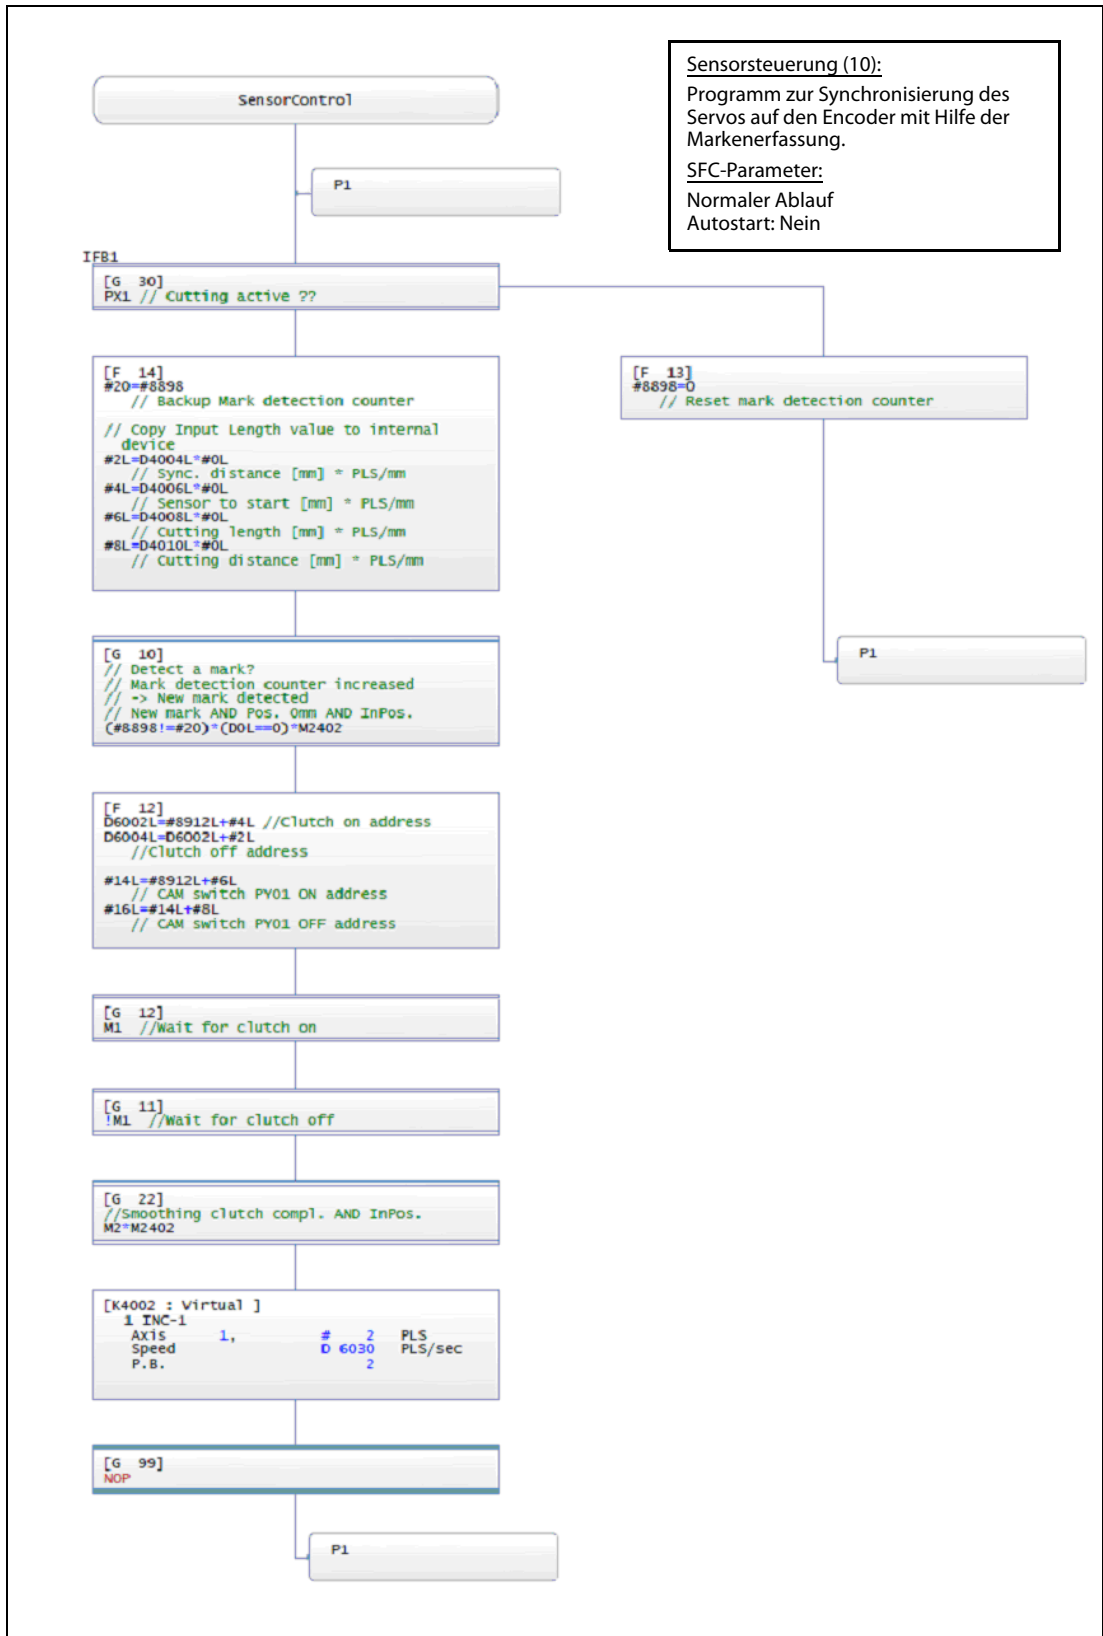 Sensorsteuerung (10):
Programm zur Synchronisierung des
Servos auf den Encoder mit Hilfe der
Markenerfassung.
SFC-Parameter:
Normaler Ablauf
Autostart: Nein
SensorControl
P1
IFB1
[G 30]
PX1 // Cutting active ??
[F 14]
#20=#8898
// Backup Mark detection counter
// Copy Input Length value to internal
device
#2L=D4004L*#0L
// Sync. distance [mm] * PLS/mm
#4L=D4006L*#0L
// Sensor to start [mm] * PLS/mm
#6L=D4008L*#0L
// Cutting length [mm] * PLS/mm
#8L=D4010L*#0L
// Cutting distance [mm] * PLS/mm
[F 13]
#8898=0
// Reset mark detection counter
P1
[G 10]
// Detect a mark?
// Mark detection counter increased
// -> New mark detected
// New mark AND Pos. 0mm AND InPos.
(#8898!=#20)*(D0L==0)*M2402
[F 12]
D6002L=#8912L+#4L //Clutch on address
D6004L=D6002L+#2L
//Clutch off address
#14L=#8912L+#6L
// CAM switch PY01 ON address
#16L=#14L+#8L
// CAM switch PY01 OFF address
[G 12]
M1 //Wait for clutch on
[G 11]
!M1 //Wait for clutch off
[G 22]
//Smoothing clutch compl. AND InPos.
M2*M2402
[K4002 : Virtual ]
1 INC-1
Axis 1, # 2 PLS
Speed D 6030 PLS/sec
P.B. 2
[G 99]
NOP
P1